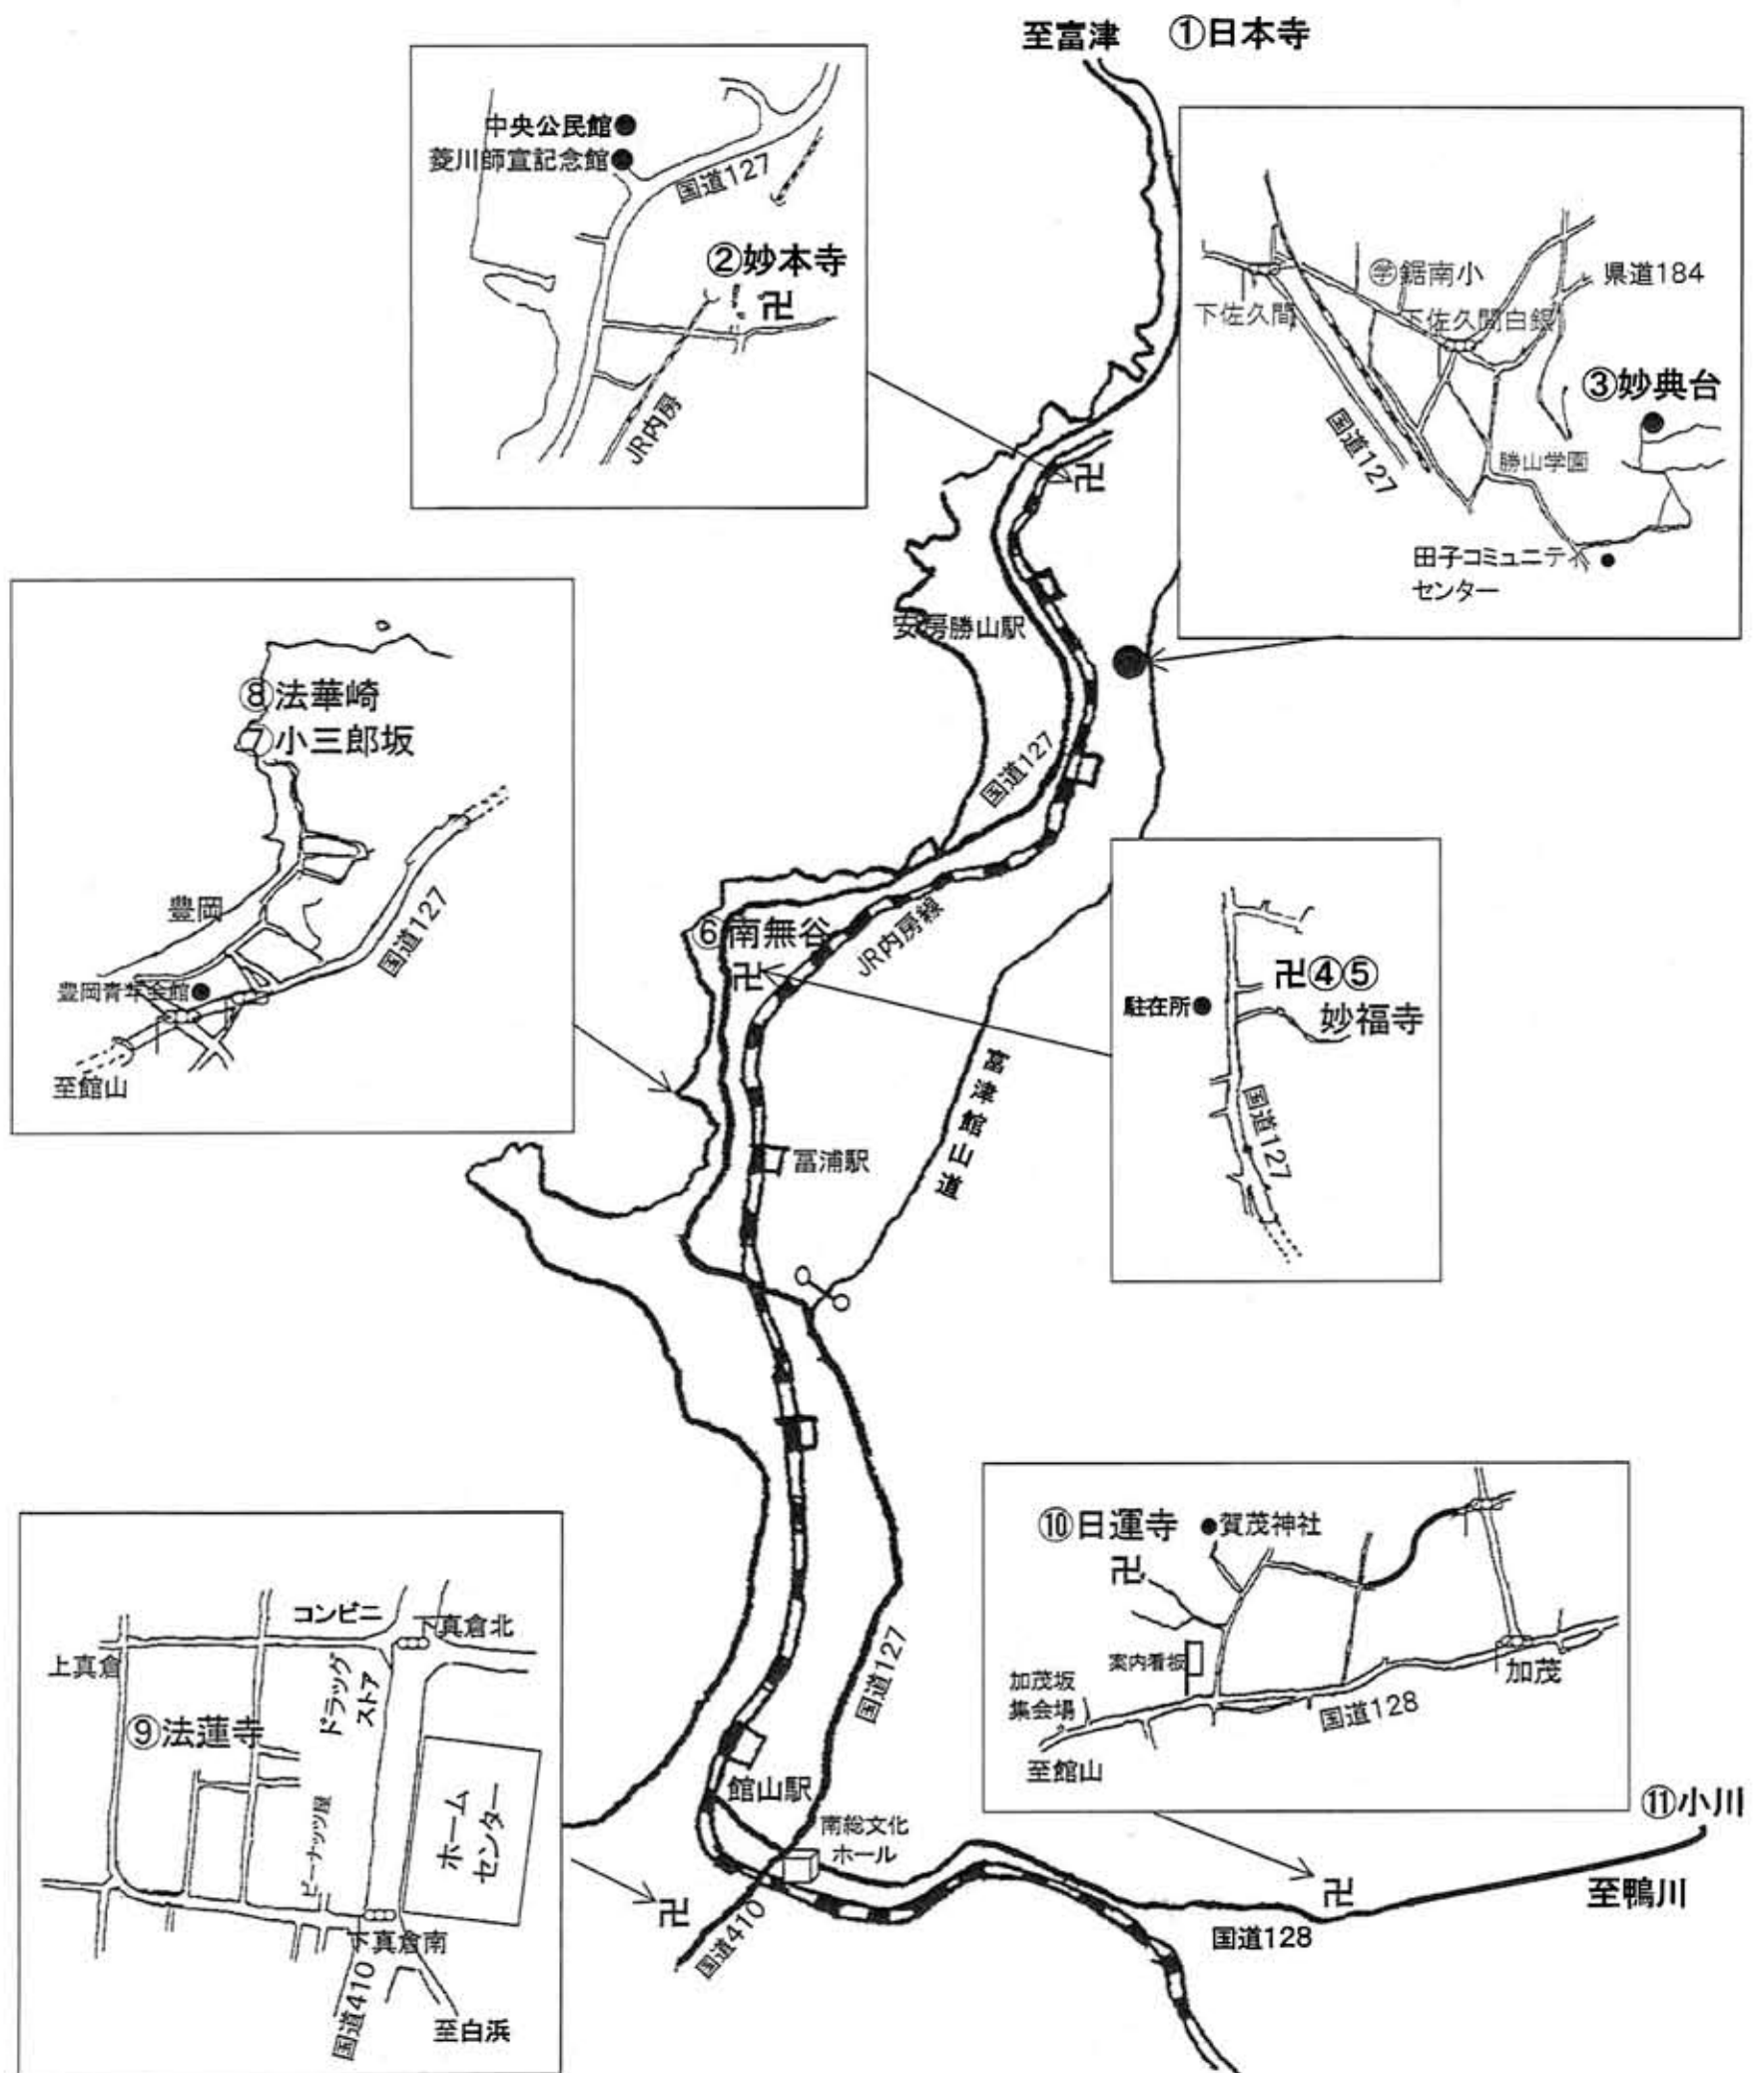 至富津
①日本寺
中央公民館
菱川師宣記念館
国道127
②妙本寺
卍
JR内房
㊫鋸南小
県道184
下佐久間
下佐久間白銀
③妙典台
国道127
勝山学園
田子コミュニティ
センター
卍
安房勝山駅
国道127
⑧法華崎
⑦小三郎坂
豊岡
国道127
豊岡青年会館
至館山
⑥南無谷
卍
JR内房線
卍④⑤
駐在所
妙福寺
国道127
富津館山道
冨浦駅
国道127
⑩日運寺
賀茂神社
卍
案内看板
加茂坂
集会場
加茂
国道128
至館山
コンビニ
下真倉北
上真倉
ドラッグ
ストア
⑨法蓮寺
ホーム
センター
ピーナッツ屋
下真倉南
国道410
至白浜
館山駅
南総文化
ホール
卍
国道410
卍
国道128
⑪小川
至鴨川